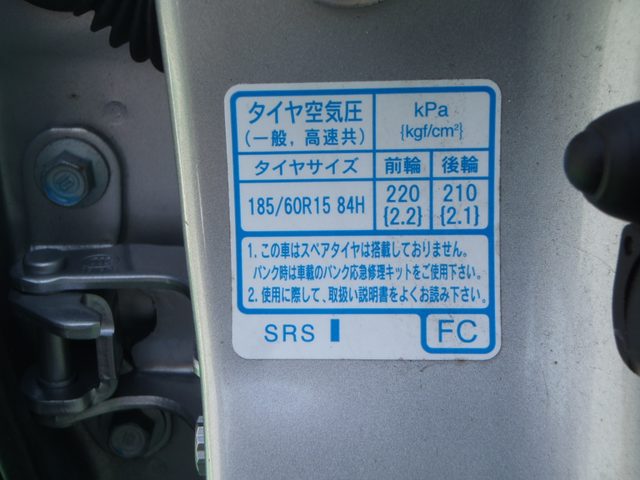 タイヤ空気圧
(一般, 高速共)
kPa
{kgf/cm²}
タイヤサイズ 前輪 後輪
185/60R15 84H 220 210
{2.2} {2.1}
1. この車はスペアタイヤは搭載しておりません。
パンク時は車載のパンク応急修理キットをご使用下さい。
2. 使用に際して、取扱い説明書をよくお読み下さい。
SRS FC